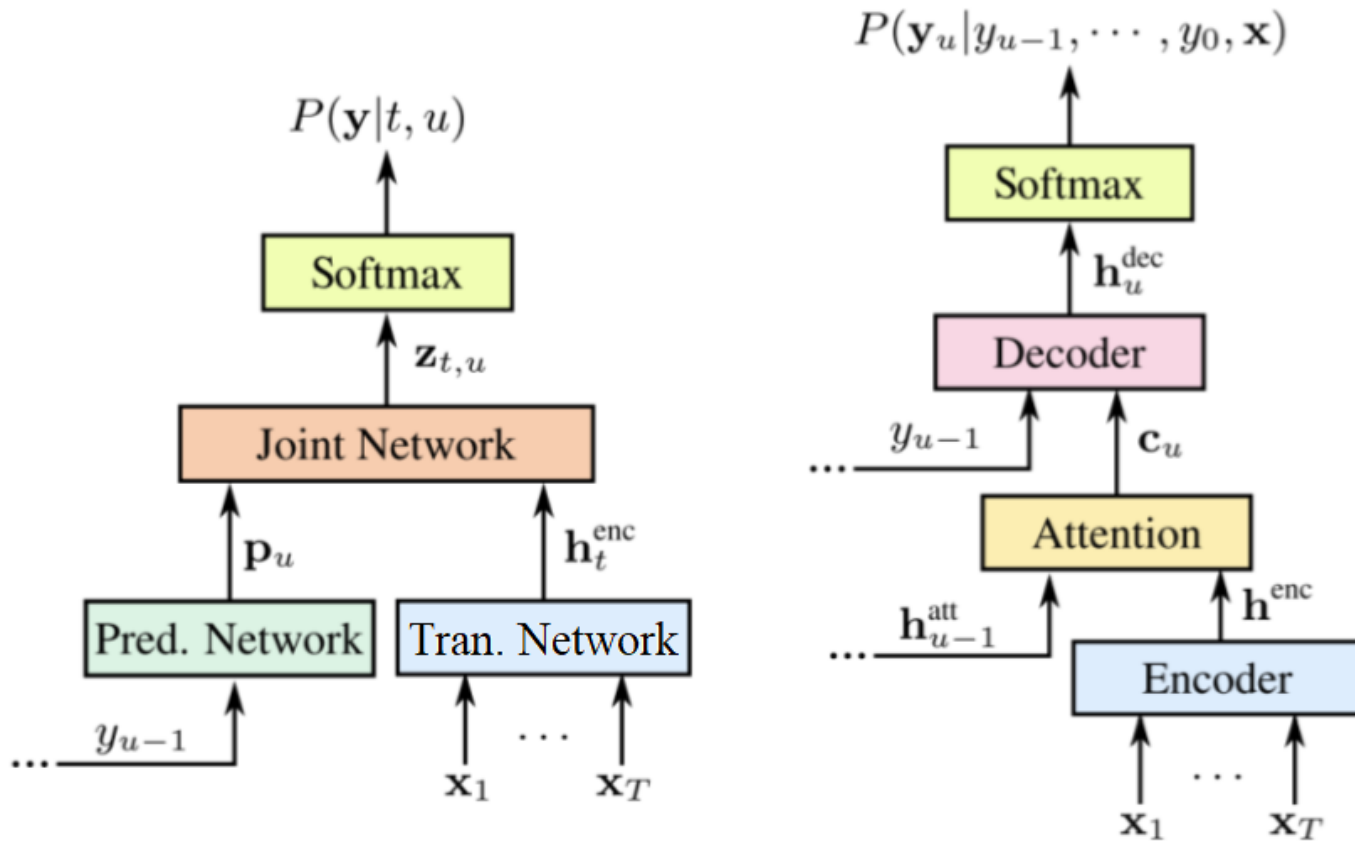 P(y|t, u)
Softmax
z_{t,u}
Joint Network
p_u
h_t^{enc}
Pred. Network
Tran. Network
y_{u−1}
...
x_1
···
x_T
P(y_u|y_{u−1}, ··· , y_0, x)
Softmax
h_u^{dec}
Decoder
y_{u−1}
...
c_u
Attention
h_{u−1}^{att}
...
h^{enc}
Encoder
x_1
···
x_T